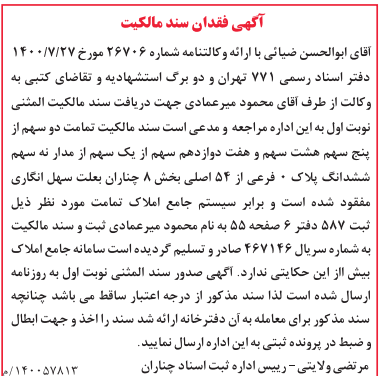 آگهی فقدان سند مالکیت
آقای ابوالحسن ضیائی با ارائه وکالتنامه شماره ۲۶۷۰۶ مورخ ۱۴۰۰/۷/۲۷
دفتر اسناد رسمی ۷۷۱ تهران و دو برگ استشهادیه و تقاضای کتبی به
وکالت از طرف آقای محمود میرعمادی جهت دریافت سند مالکیت المثنی
نوبت اول به این اداره مراجعه و مدعی است سند مالکیت تمامت دو سهم از
پنج سهم هشت سهم و هفت دوازدهم سهم از یک سهم از مدار نه سهم
ششدانگ پلاک ۰ فرعی از ۵۴ اصلی بخش ۸ چناران بعلت سهل انگاری
مفقود شده است و برابر سیستم جامع املاک تمامت مورد نظر ذیل
ثبت ۵۸۷ دفتر ۶ صفحه ۵۵ به نام محمود میرعمادی ثبت و سند مالکیت
به شماره سریال ۴۶۷۱۴۶ صادر و تسلیم گردیده است سامانه جامع املاک
بیش ااز این حکایتی ندارد. آگهی صدور سند المثنی نوبت اول به روزنامه
ارسال شده است لذا سند مذکور از درجه اعتبار ساقط می باشد چنانچه
سند مذکور برای معامله به آن دفترخانه ارائه شد سند را اخذ و جهت ابطال
و ضبط در پرونده ثبتی به این اداره ارسال نمایید.
مرتضی ولایتی – رییس اداره ثبت اسناد چناران
۱۴۰۰۵۷۸۱۳/م